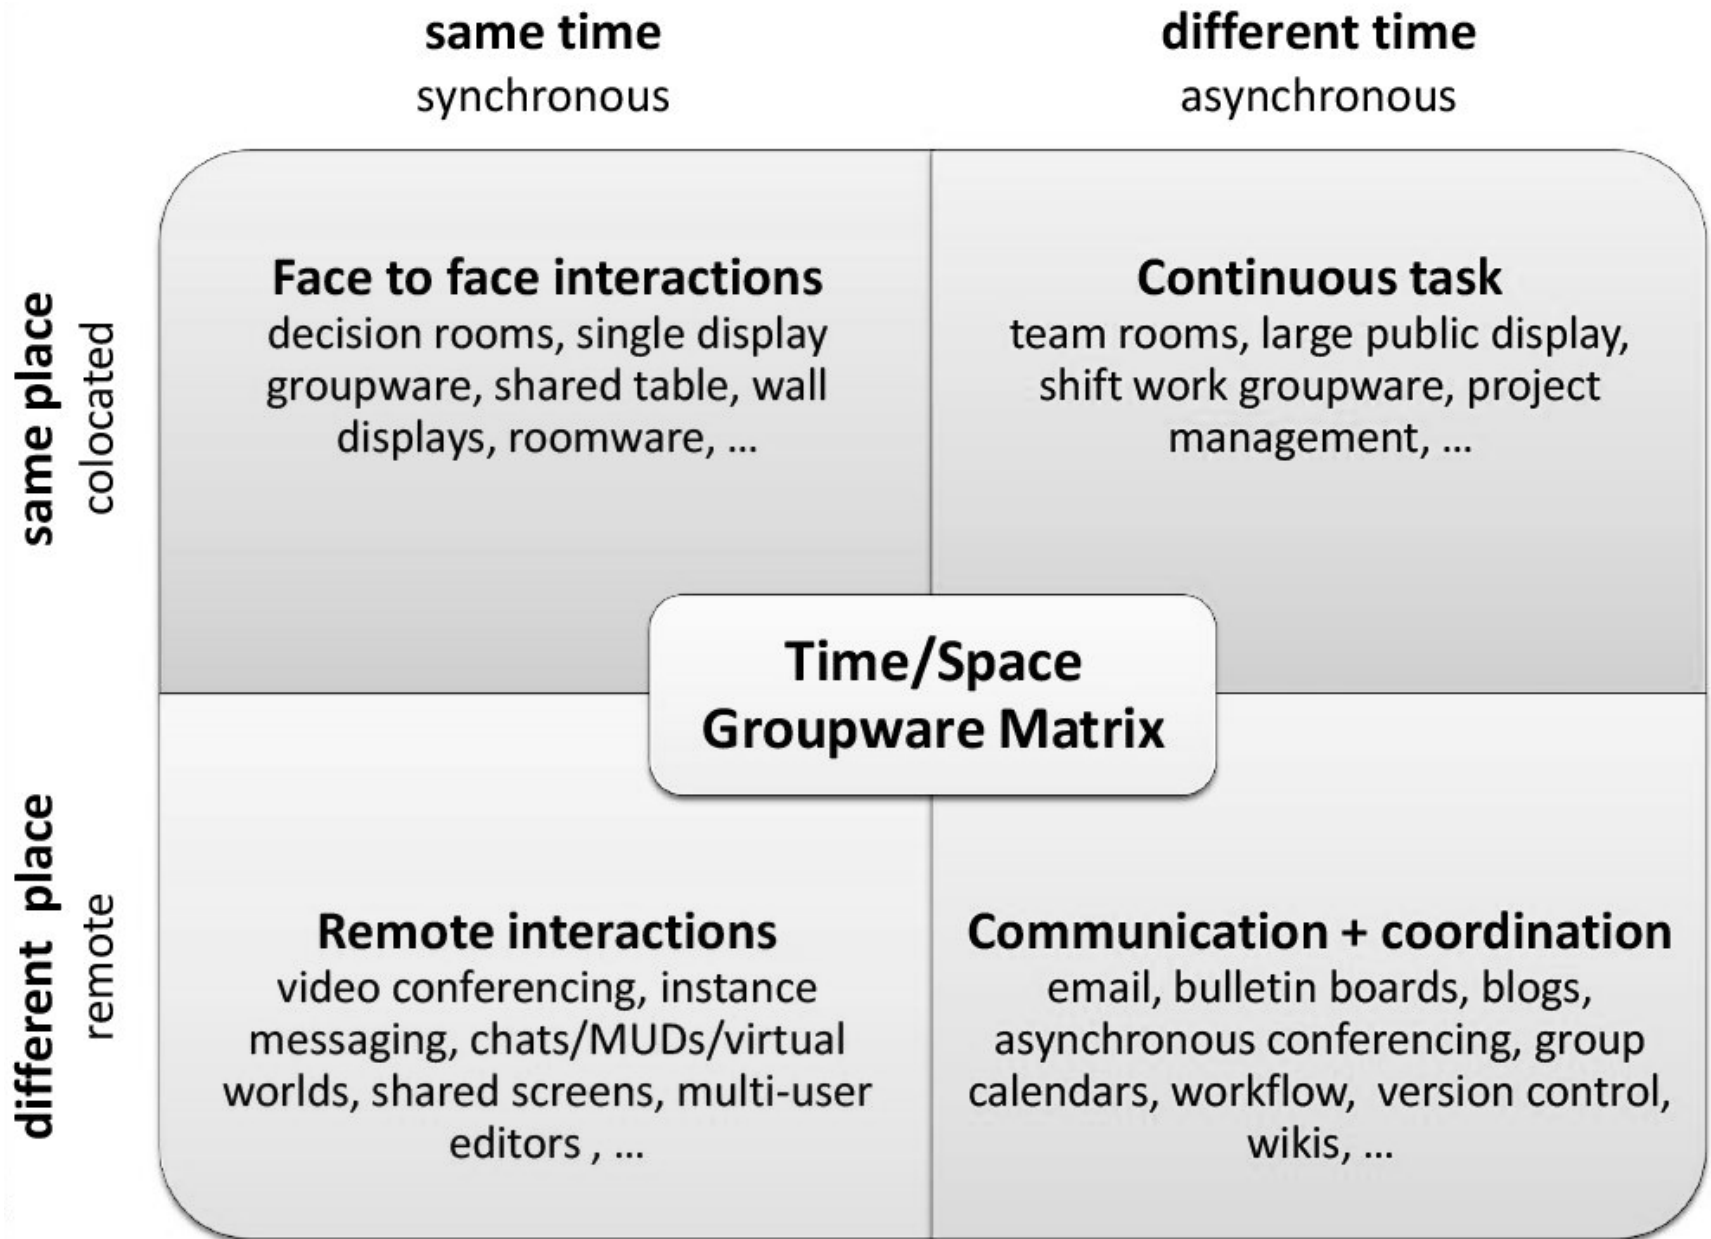 same time
synchronous
different time
asynchronous
same place
colocated
Face to face interactions
decision rooms, single display
groupware, shared table, wall
displays, roomware, ...
Continuous task
team rooms, large public display,
shift work groupware, project
management, ...
Time/Space
Groupware Matrix
different place
remote
Remote interactions
video conferencing, instance
messaging, chats/MUDs/virtual
worlds, shared screens, multi-user
editors , ...
Communication + coordination
email, bulletin boards, blogs,
asynchronous conferencing, group
calendars, workflow, version control,
wikis, ...